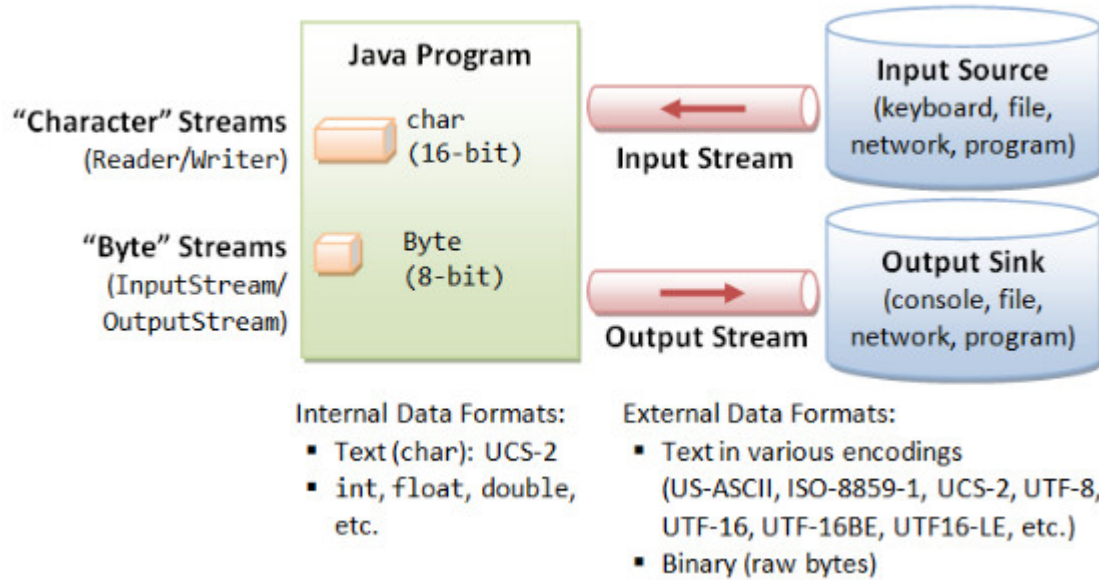 Java Program
"Character" Streams
(Reader/Writer)
char
(16-bit)
"Byte" Streams
(InputStream/
OutputStream)
Byte
(8-bit)
Input Stream
Output Stream
Input Source
(keyboard, file,
network, program)
Output Sink
(console, file,
network, program)
Internal Data Formats:
▪ Text (char): UCS-2
▪ int, float, double,
etc.
External Data Formats:
▪ Text in various encodings
(US-ASCII, ISO-8859-1, UCS-2, UTF-8,
UTF-16, UTF-16BE, UTF16-LE, etc.)
▪ Binary (raw bytes)